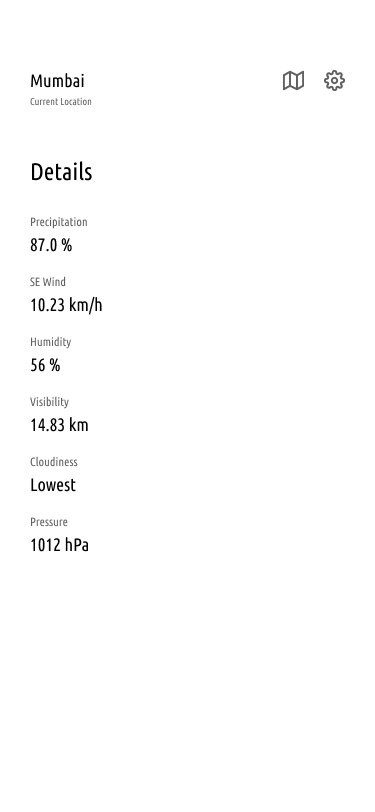 Mumbai
Current Location
Details
Precipitation
87.0 %
SE Wind
10.23 km/h
Humidity
56 %
Visibility
14.83 km
Cloudiness
Lowest
Pressure
1012 hPa